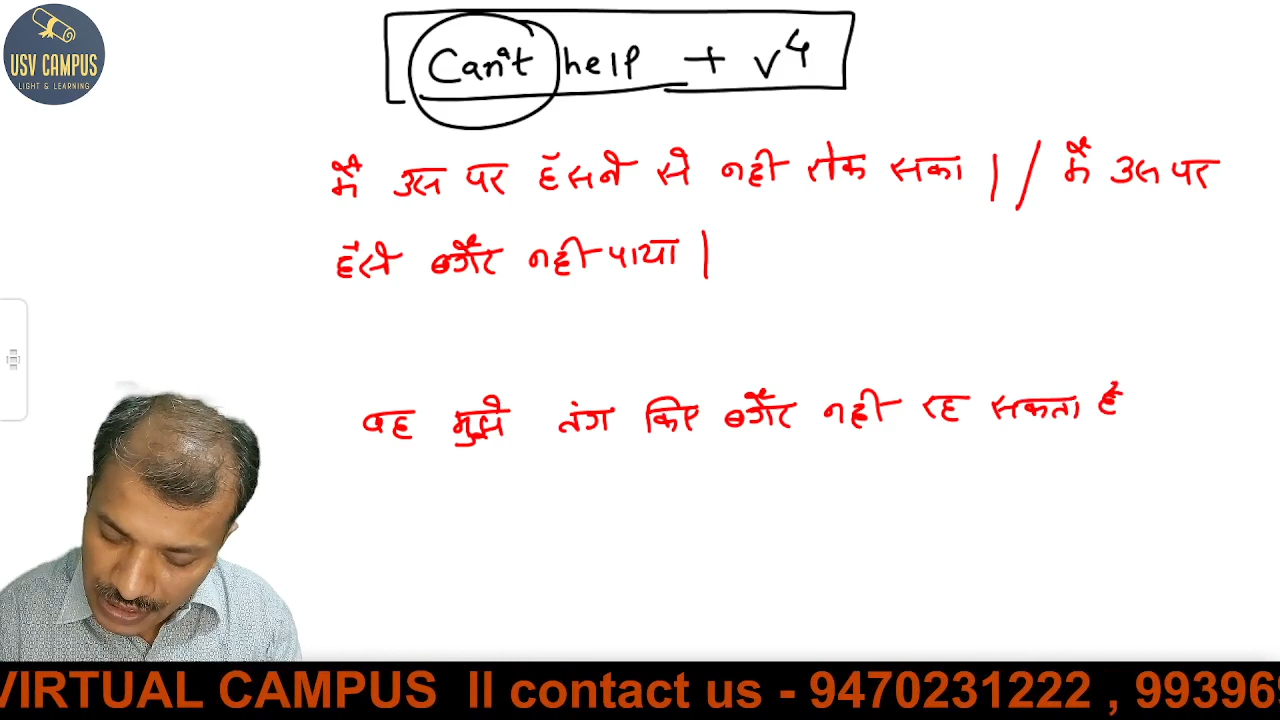 USV CAMPUS
LIGHT & LEARNING
Can't help + v4
मैं उस पर हँसने से नहीं रोक सका । / मैं उस पर
हँसे बगैर नहीं पाया ।
वह मुझे तंग किए बगैर नहीं रह सकता है
VIRTUAL CAMPUS II contact us - 9470231222 , 99396